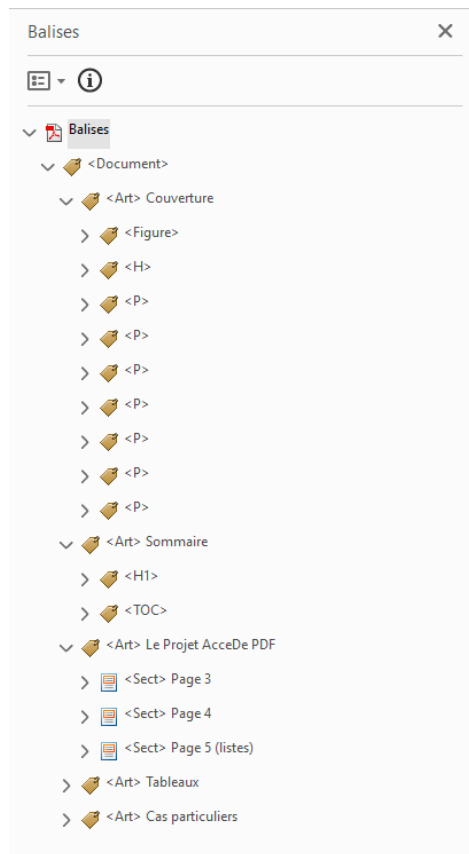 Balises
Balises
<Document>
<Art> Couverture
<Figure>
<H>
<P>
<P>
<P>
<P>
<P>
<P>
<P>
<Art> Sommaire
<H1>
<TOC>
<Art> Le Projet AcceDe PDF
<Sect> Page 3
<Sect> Page 4
<Sect> Page 5 (listes)
<Art> Tableaux
<Art> Cas particuliers